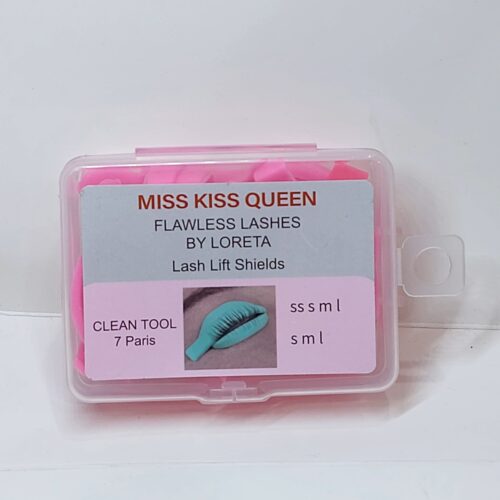 MISS KISS QUEEN
FLAWLESS LASHES
BY LORETA
Lash Lift Shields
CLEAN TOOL
7 Paris
ss s m l
s m l